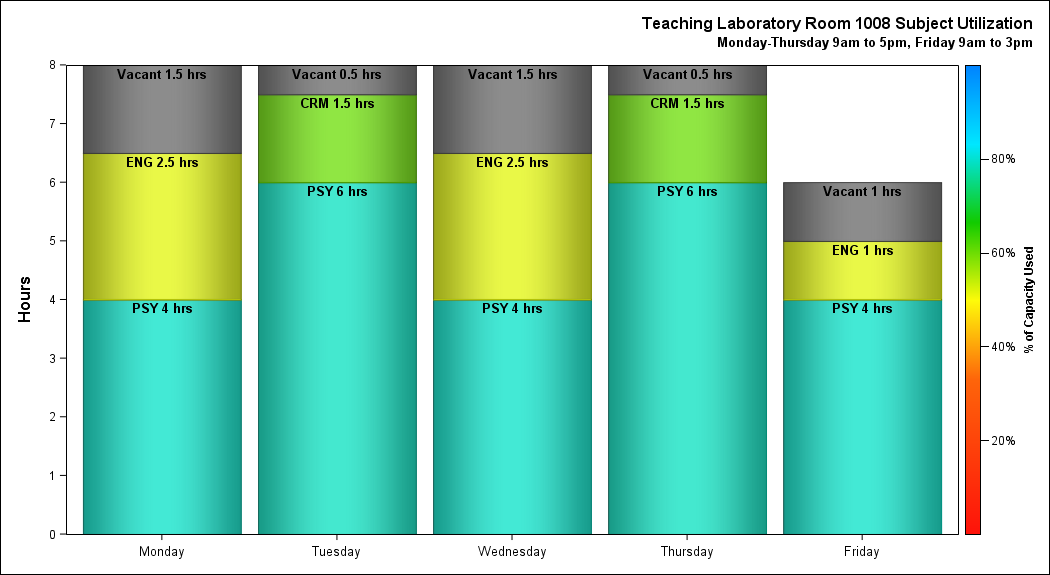 Teaching Laboratory Room 1008 Subject Utilization
Monday-Thursday 9am to 5pm, Friday 9am to 3pm
Hours
8
7
6
5
4
3
2
1
0
Vacant 1.5 hrs
ENG 2.5 hrs
PSY 4 hrs
Vacant 0.5 hrs
CRM 1.5 hrs
PSY 6 hrs
Vacant 1.5 hrs
ENG 2.5 hrs
PSY 4 hrs
Vacant 0.5 hrs
CRM 1.5 hrs
PSY 6 hrs
Vacant 1 hrs
ENG 1 hrs
PSY 4 hrs
Monday
Tuesday
Wednesday
Thursday
Friday
80%
60%
40%
20%
% of Capacity Used